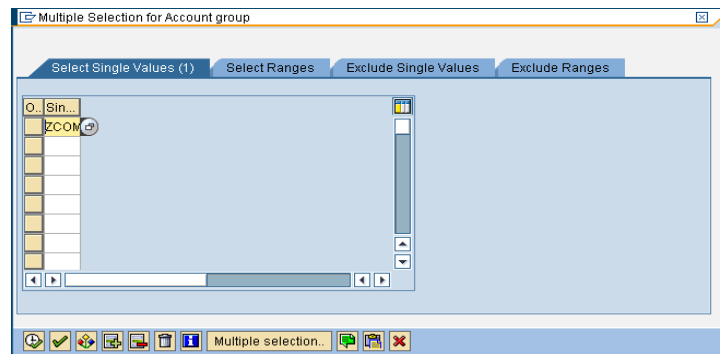 Multiple Selection for Account group
Select Single Values (1) Select Ranges Exclude Single Values Exclude Ranges
O.. Sin...
ZCOM
Multiple selection..